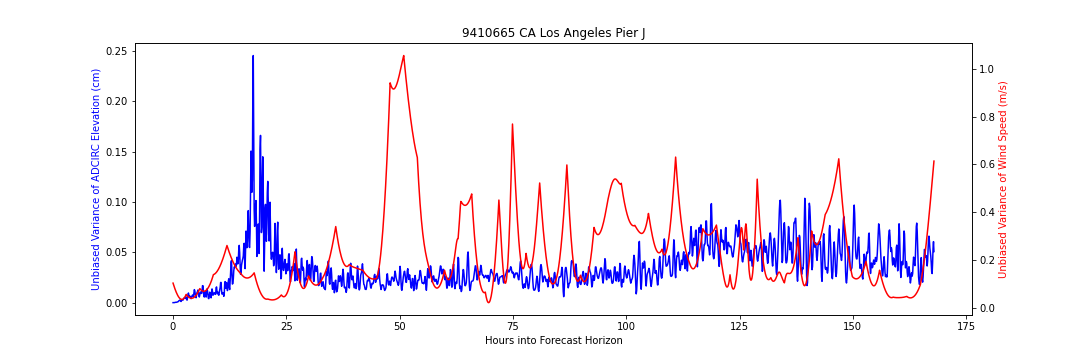 9410665 CA Los Angeles Pier J
Unbiased Variance of ADCIRC Elevation (cm)
0.25
0.20
0.15
0.10
0.05
0.00
1.0
0.8
0.6
0.4
0.2
0.0
Unbiased Variance of Wind Speed (m/s)
0 25 50 75 100 125 150 175
Hours into Forecast Horizon